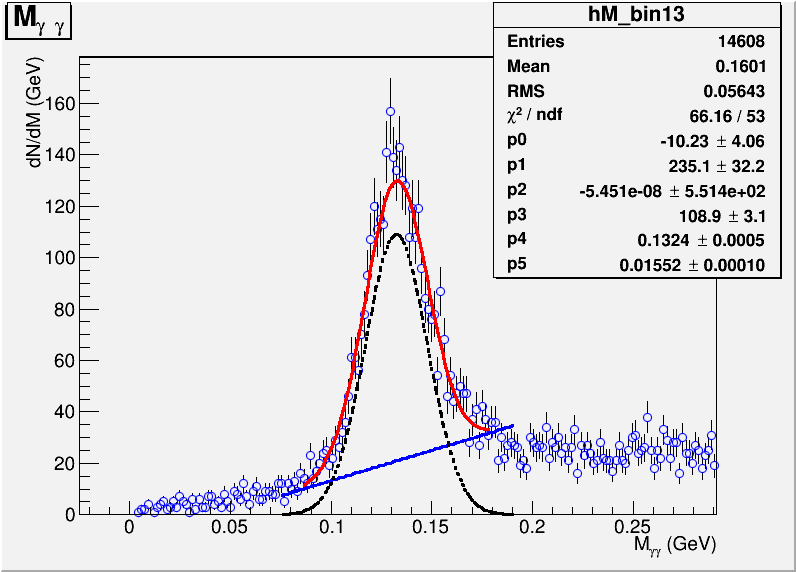 M_{γ γ}
hM_bin13
Entries 14608
Mean 0.1601
RMS 0.05643
χ² / ndf 66.16 / 53
p0 -10.23 ± 4.06
p1 235.1 ± 32.2
p2 -5.451e-08 ± 5.514e+02
p3 108.9 ± 3.1
p4 0.1324 ± 0.0005
p5 0.01552 ± 0.00010
dN/dM (GeV)
160
140
120
100
80
60
40
20
0
0 0.05 0.1 0.15 0.2 0.25
M_{γγ} (GeV)